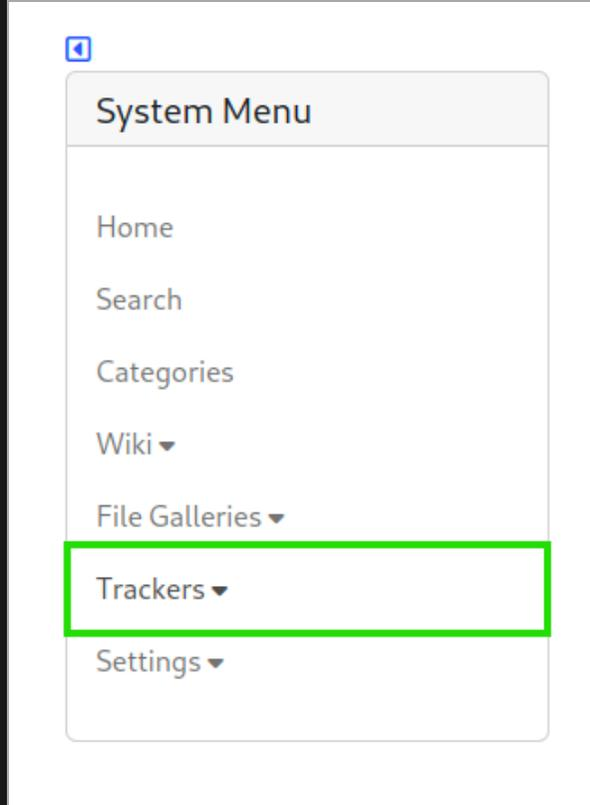 System Menu
Home
Search
Categories
Wiki
File Galleries
Trackers
Settings